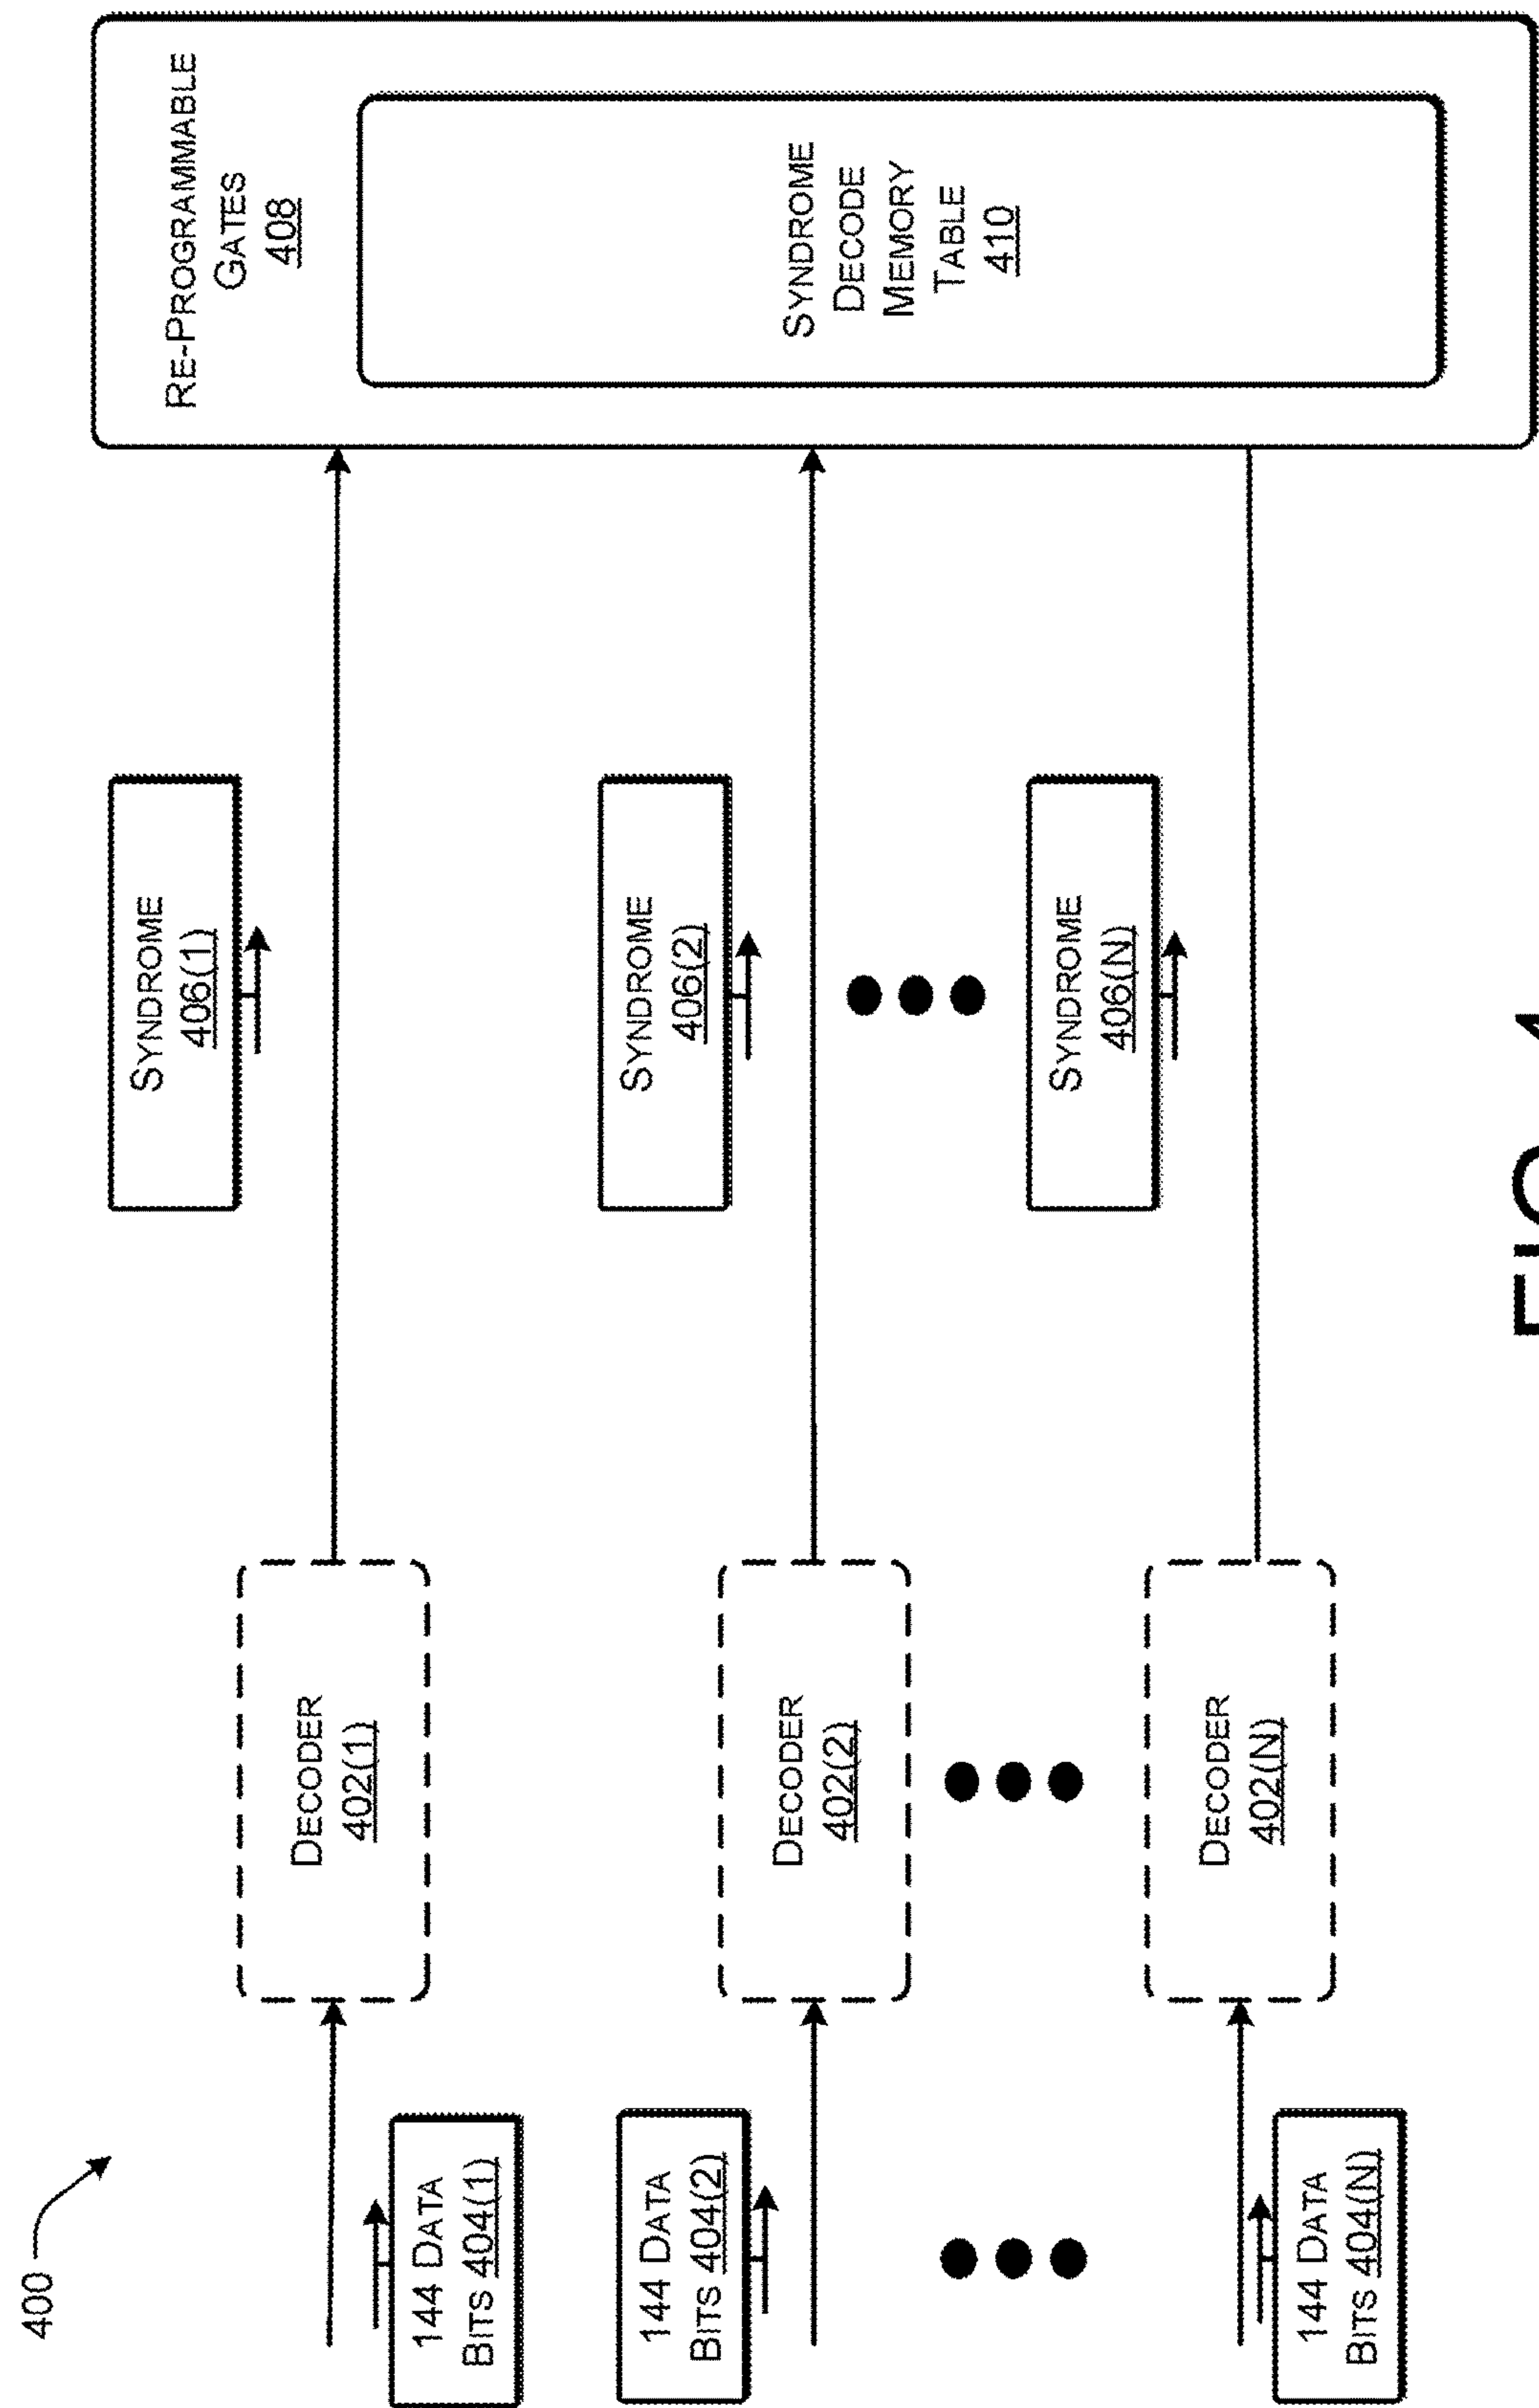 400
144 DATA
BITS 404(1)
DECODER
402(1)
SYNDROME
406(1)
RE-PROGRAMMABLE
GATES
408
144 DATA
BITS 404(2)
DECODER
402(2)
SYNDROME
406(2)
SYNDROME
DECODE
MEMORY
TABLE
410
144 DATA
BITS 404(N)
DECODER
402(N)
SYNDROME
406(N)